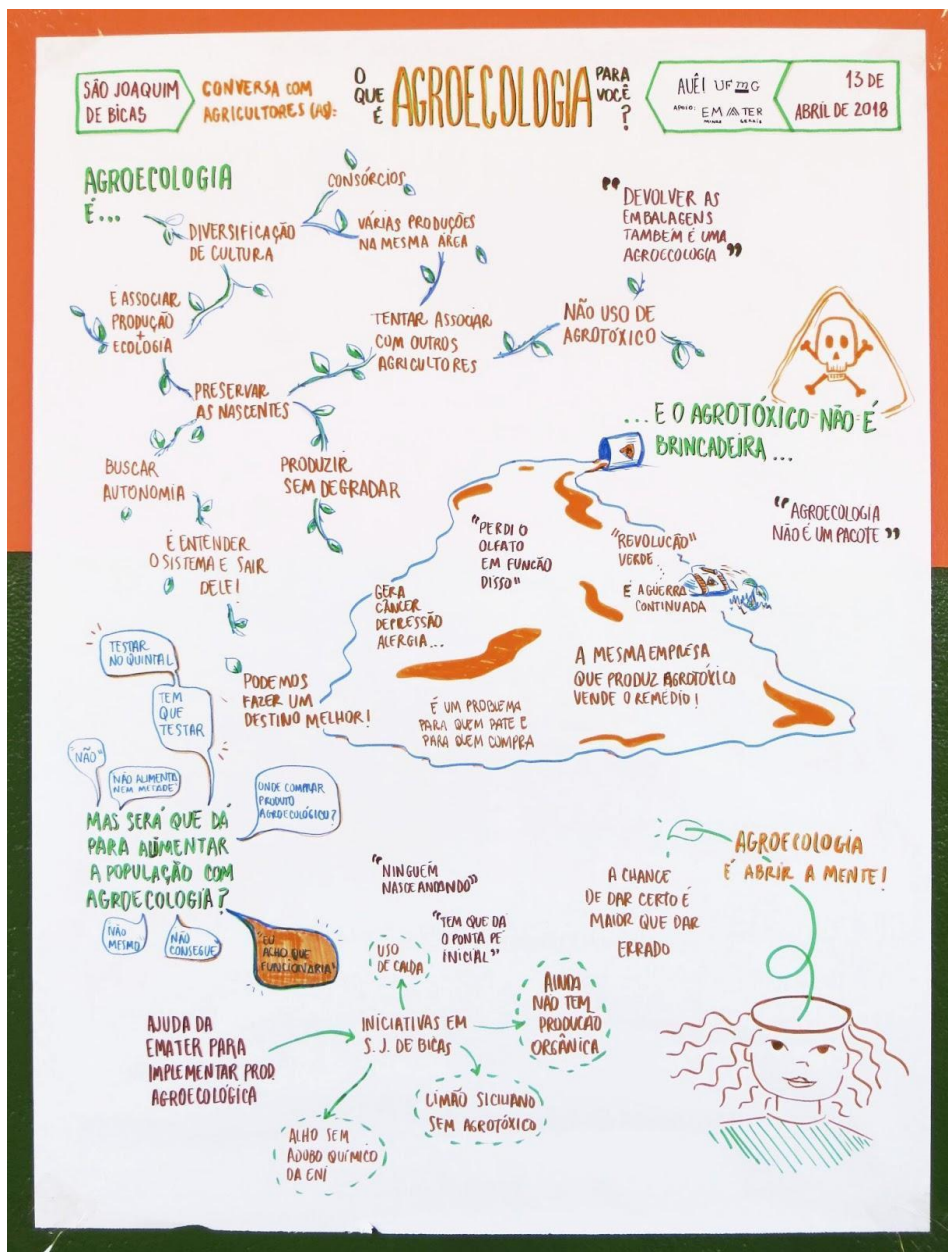 SÃO JOAQUIM
DE BICAS
CONVERSA COM
AGRICULTORES (AS):
O
QUE
É
AGROECOLOGIA
PARA
VOCÊ
?
AUÊ! UFMG
APOIO: EMATER
MINAS GERAIS
13 DE
ABRIL DE 2018
AGROECOLOGIA
É...
CONSÓRCIOS
DIVERSIFICAÇÃO
DE CULTURA
VÁRIAS PRODUÇÕES
NA MESMA ÁREA
"DEVOLVER AS
EMBALAGENS
TAMBÉM É UMA
AGROECOLOGIA"
É ASSOCIAR
PRODUÇÃO
+
ECOLOGIA
TENTAR ASSOCIAR
COM OUTROS
AGRICULTORES
NÃO USO DE
AGROTÓXICO
PRESERVAR
AS NASCENTES
...E O AGROTÓXICO NÃO É
BRINCADEIRA...
BUSCAR
AUTONOMIA
PRODUZIR
SEM DEGRADAR
"AGROECOLOGIA
NÃO É UM PACOTE"
É ENTENDER
O SISTEMA E SAIR
DELE!
"PERDI O
OLFATO
EM FUNCÃO
DISSO"
"REVOLUÇÃO"
VERDE
É A GUERRA
CONTINUADA
GERA
CÂNCER
DEPRESSÃO
ALERGIA...
A MESMA EMPRESA
QUE PRODUZ AGROTÓXICO
VENDE O REMÉDIO!
É UM PROBLEMA
PARA QUEM BATE E
PARA QUEM COMPRA
PODEMOS
FAZER UM
DESTINO MELHOR!
TESTAR
NO QUINTAL
TEM
QUE
TESTAR
"NÃO"
NÃO ALIMENTA
NEM METADE
ONDE COMPRAR
PRODUTO
AGROECOLÓGICO?
MAS SERÁ QUE DÁ
PARA ALIMENTAR
A POPULAÇÃO COM
AGROECOLOGIA?
NÃO
MESMO
NÃO
CONSEGUE
"EU
ACHO QUE
FUNCIONARIA"
"NINGUÉM
NASCE ANDANDO"
"TEM QUE DA
O PONTA PÉ
INICIAL"
AGROECOLOGIA
É ABRIR A MENTE!
A CHANCE
DE DAR CERTO É
MAIOR QUE DAR
ERRADO
USO
DE CALDA
AJUDA DA
EMATER PARA
IMPLEMENTAR PROD.
AGROECOLÓGICA
INICIATIVAS EM
S. J. DE BICAS
AINDA
NÃO TEM
PRODUCÃO
ORGÂNICA
LIMÃO SICILIANO
SEM AGROTÓXICO
ALHO SEM
ADUBO QUÍMICO
DA ENI